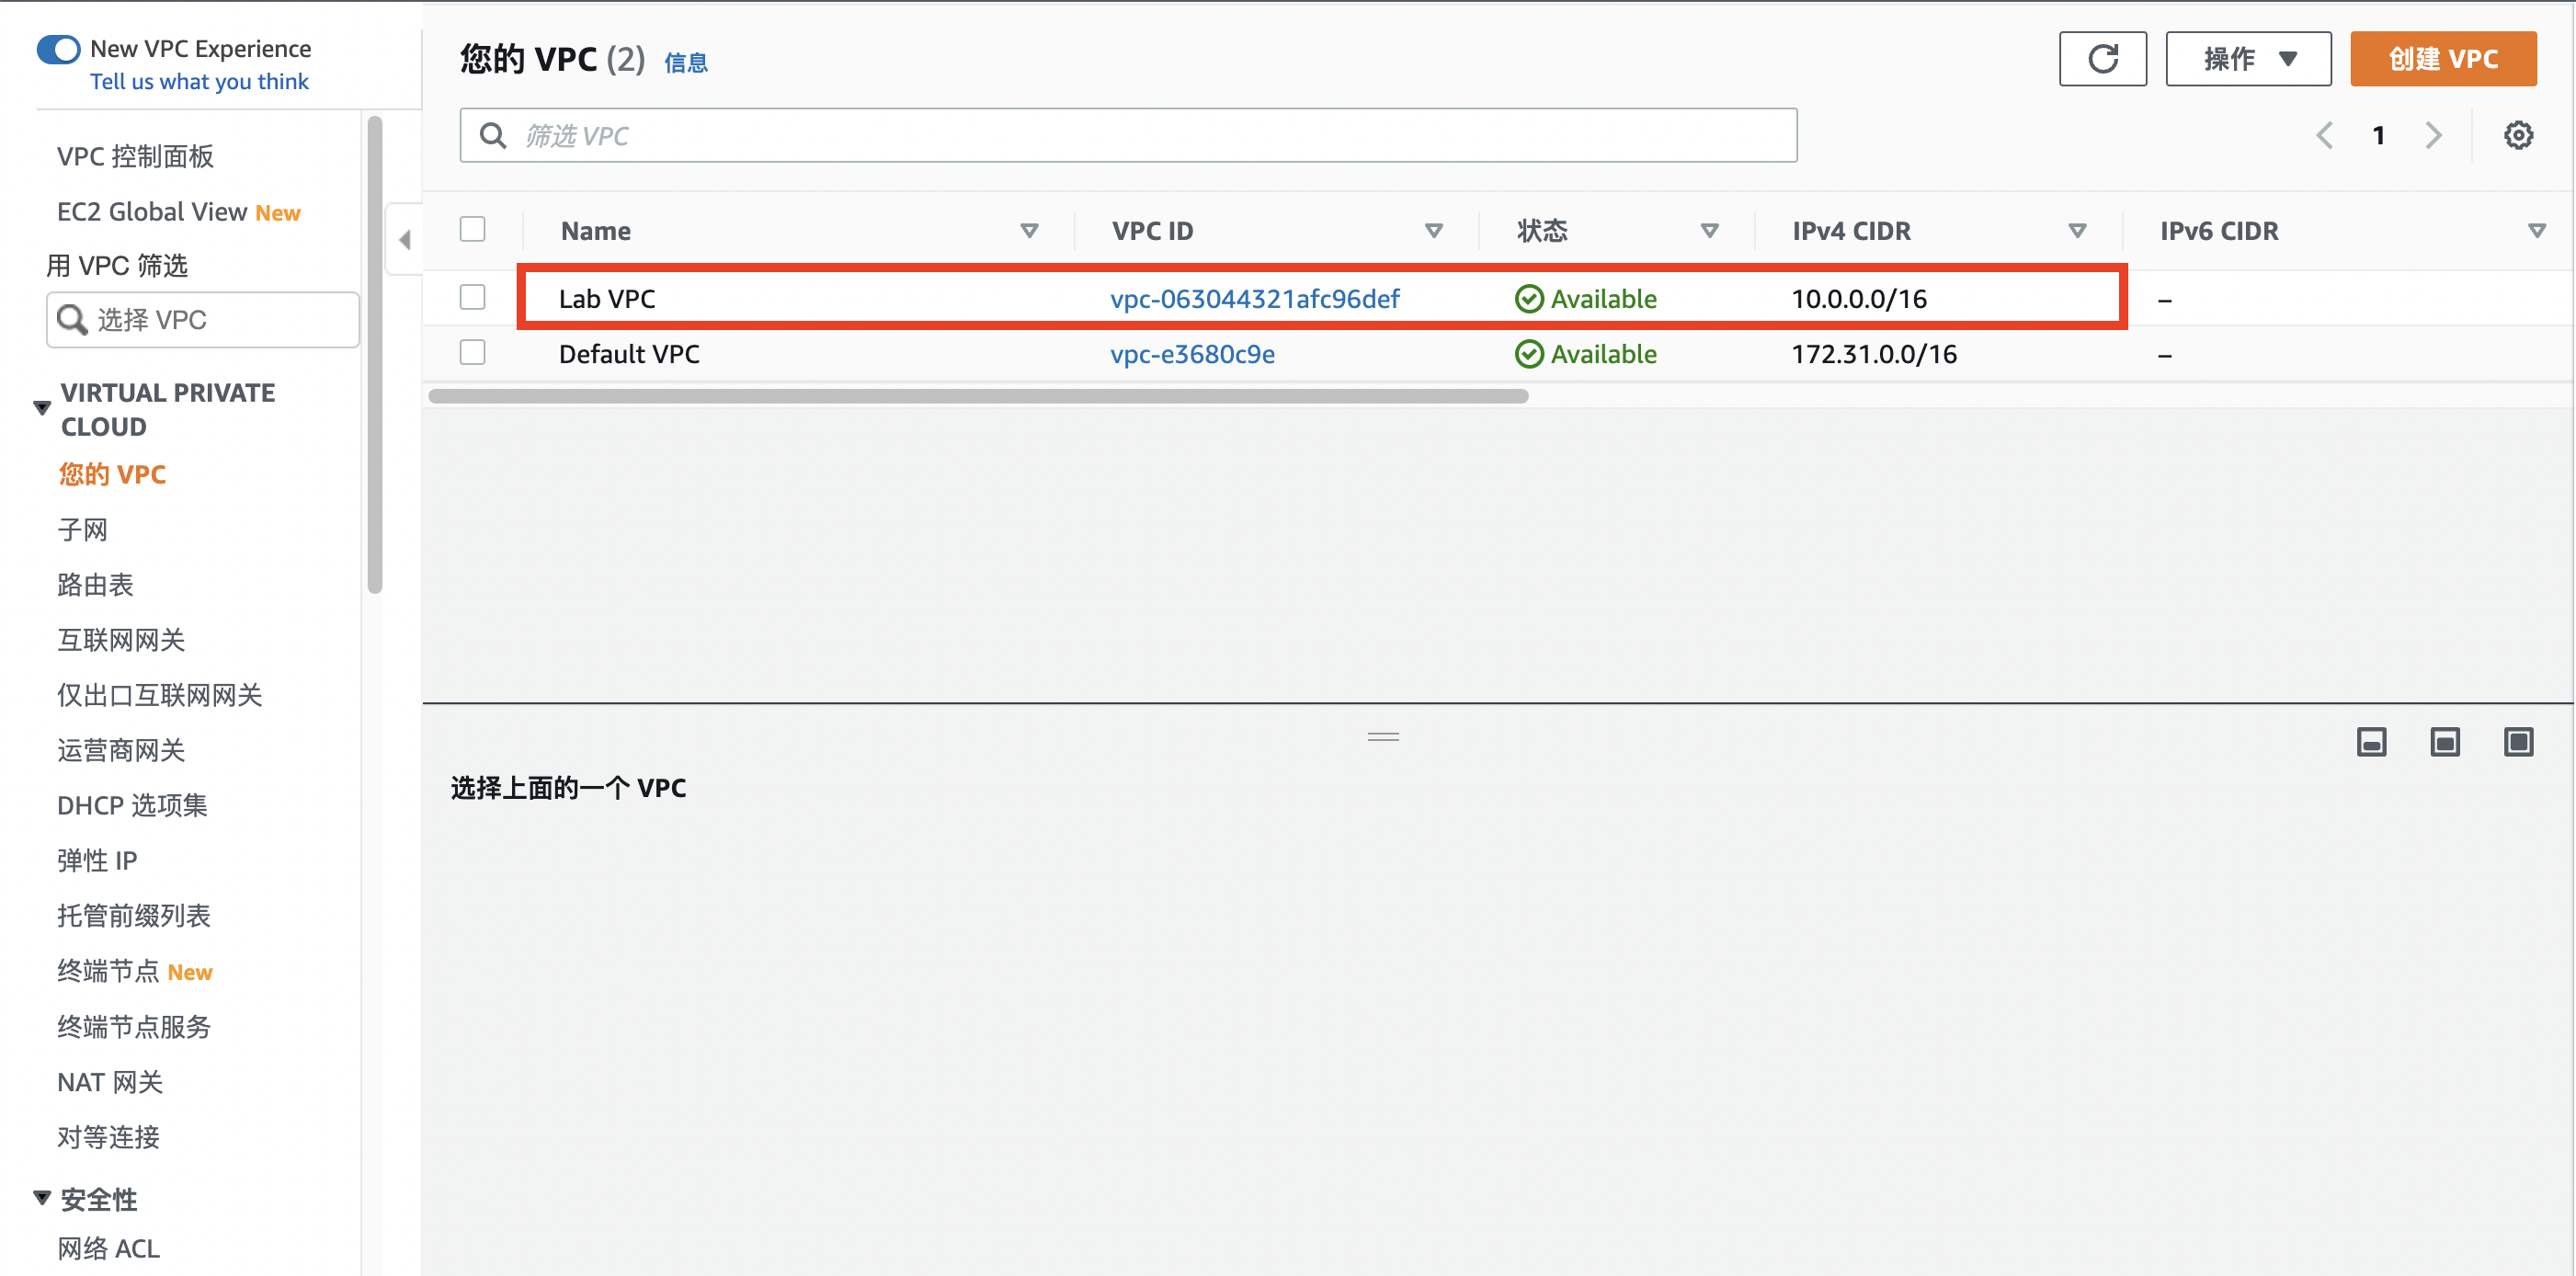 New VPC Experience
Tell us what you think
VPC 控制面板
EC2 Global View New
用 VPC 筛选
选择 VPC
VIRTUAL PRIVATE
CLOUD
您的 VPC
子网
路由表
互联网网关
仅出口互联网网关
运营商网关
DHCP 选项集
弹性 IP
托管前缀列表
终端节点 New
终端节点服务
NAT 网关
对等连接
安全性
网络 ACL
您的 VPC (2) 信息
操作
创建 VPC
筛选 VPC
1
Name VPC ID 状态 IPv4 CIDR IPv6 CIDR
Lab VPC vpc-063044321afc96def Available 10.0.0.0/16 –
Default VPC vpc-e3680c9e Available 172.31.0.0/16 –
选择上面的一个 VPC